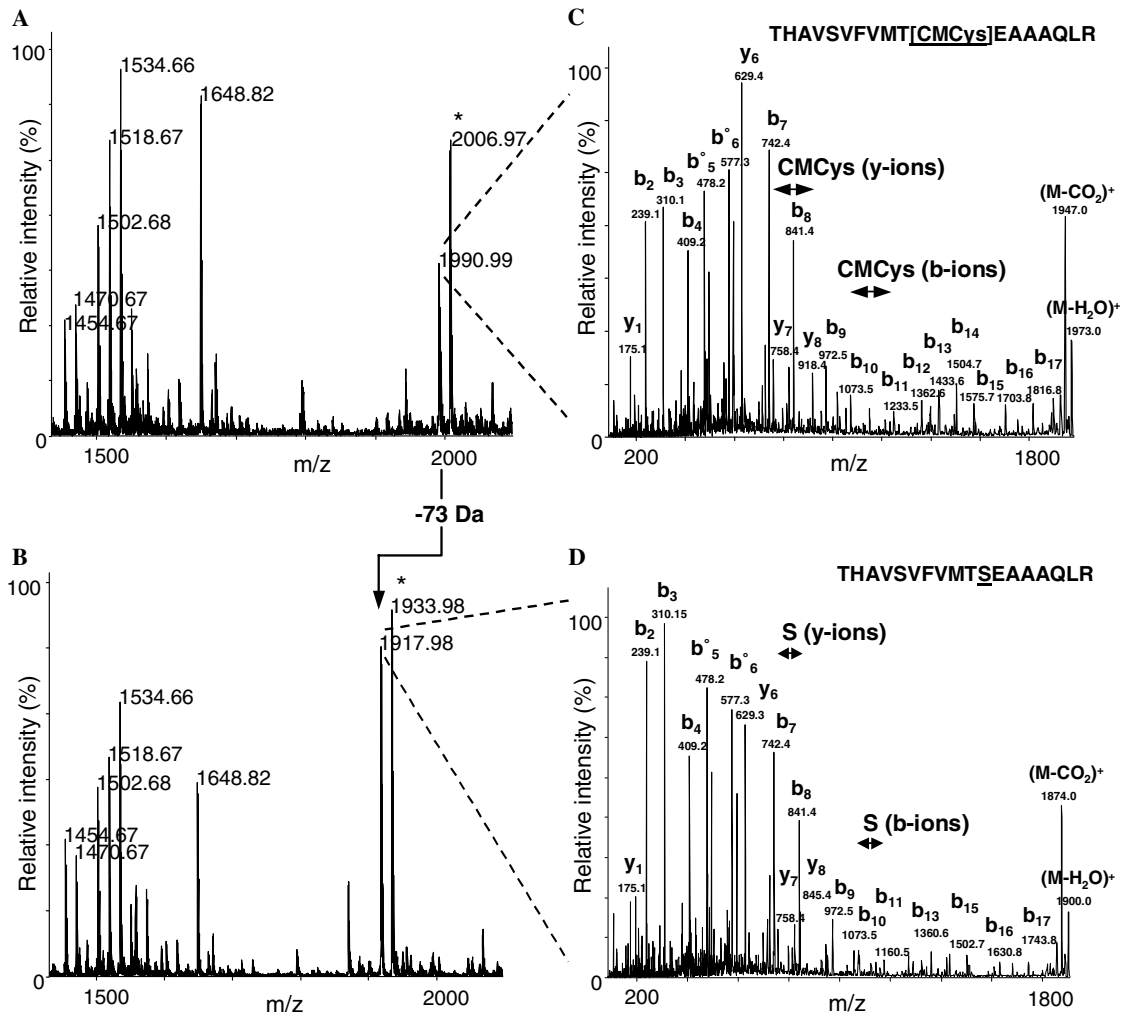 A
Relative intensity (%)
100
0
1454.67
1470.67
1502.68
1518.67
1534.66
1648.82
*
2006.97
1990.99
1500
m/z
2000
-73 Da
C
THAVSVFVMT[CMCys]EAAAQLR
Relative intensity (%)
100
0
y1
175.1
b2
239.1
b3
310.1
b4
409.2
b°5
478.2
b°6
577.3
y6
629.4
b7
742.4
CMCys (y-ions)
y7
758.4
b8
841.4
y8
918.4
b9
972.5
CMCys (b-ions)
b10
1073.5
b11
1233.5
b12
1362.6
b13
1433.6
b14
1504.7
b15
1575.7
b16
1703.8
b17
1816.8
(M-CO2)+
1947.0
(M-H2O)+
1973.0
200
m/z
1800
B
Relative intensity (%)
100
0
1454.67
1470.67
1502.68
1518.67
1534.66
1648.82
*
1933.98
1917.98
1500
m/z
2000
D
THAVSVFVMTSEAAAQLR
Relative intensity (%)
100
0
y1
175.1
b2
239.1
b3
310.15
b4
409.2
b°5
478.2
b°6
577.3
y6
629.3
b7
742.4
S (y-ions)
y7
758.4
b8
841.4
y8
845.4
b9
972.5
S (b-ions)
b10
1073.5
b11
1160.5
b13
1360.6
b15
1502.7
b16
1630.8
b17
1743.8
(M-CO2)+
1874.0
(M-H2O)+
1900.0
200
m/z
1800